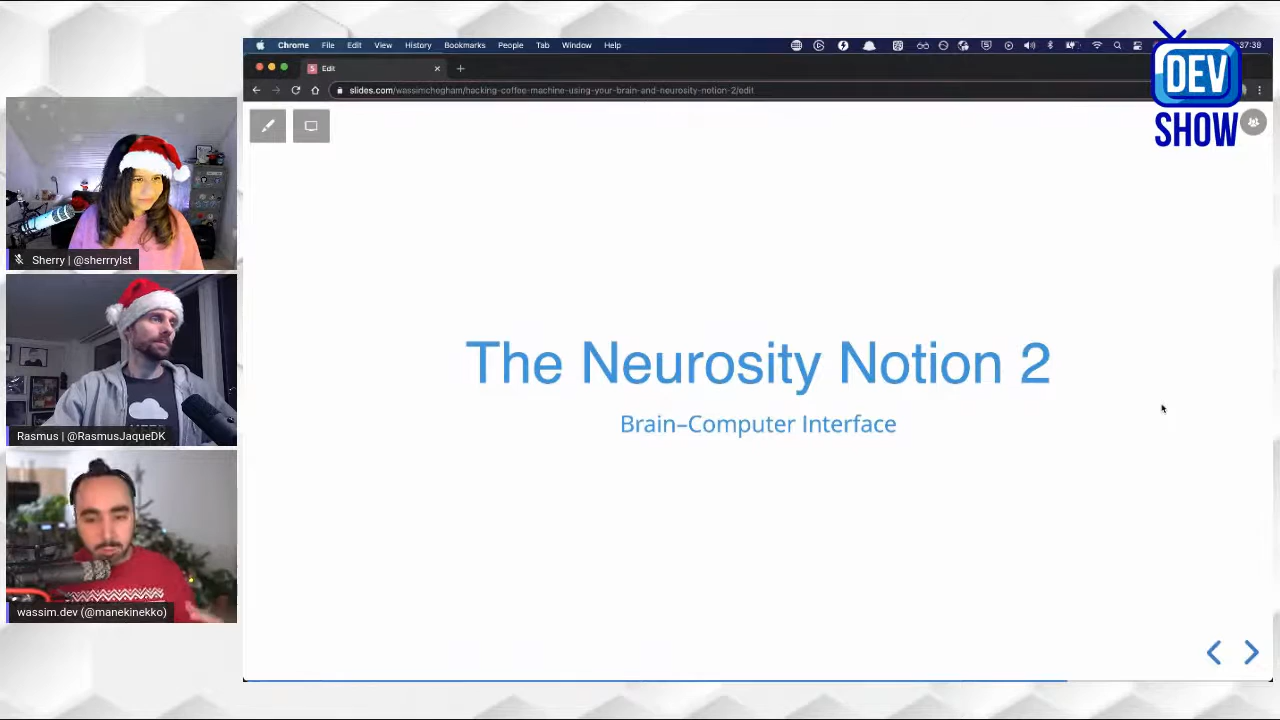 Chrome File Edit View History Bookmarks People Tab Window Help
37:38
Edit
slides.com/wassimchegham/hacking-coffee-machine-using-your-brain-and-neurosity-notion-2/edit
DEV
SHOW
Sherry | @sherrrylst
Rasmus | @RasmusJaqueDK
wassim.dev (@manekinekko)
The Neurosity Notion 2
Brain–Computer Interface